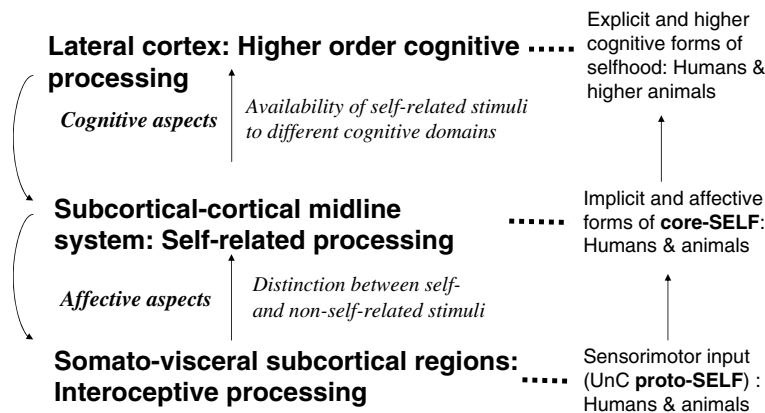 Lateral cortex: Higher order cognitive
processing
Explicit and higher
cognitive forms of
selfhood: Humans &
higher animals
Cognitive aspects
Availability of self-related stimuli
to different cognitive domains
Subcortical-cortical midline
system: Self-related processing
Implicit and affective
forms of core-SELF:
Humans & animals
Affective aspects
Distinction between self-
and non-self-related stimuli
Somato-visceral subcortical regions:
Interoceptive processing
Sensorimotor input
(UnC proto-SELF) :
Humans & animals